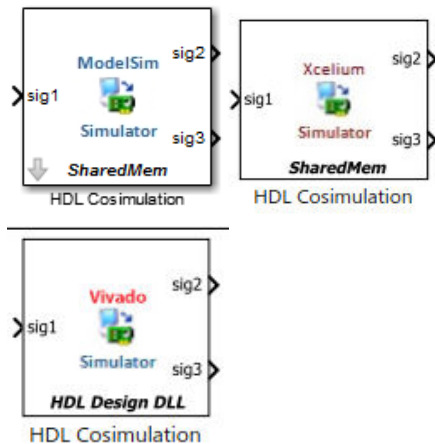 ModelSim
sig1
sig2
Simulator
sig3
SharedMem
HDL Cosimulation
Xcelium
sig1
sig2
Simulator
sig3
SharedMem
HDL Cosimulation
Vivado
sig1
sig2
Simulator
sig3
HDL Design DLL
HDL Cosimulation